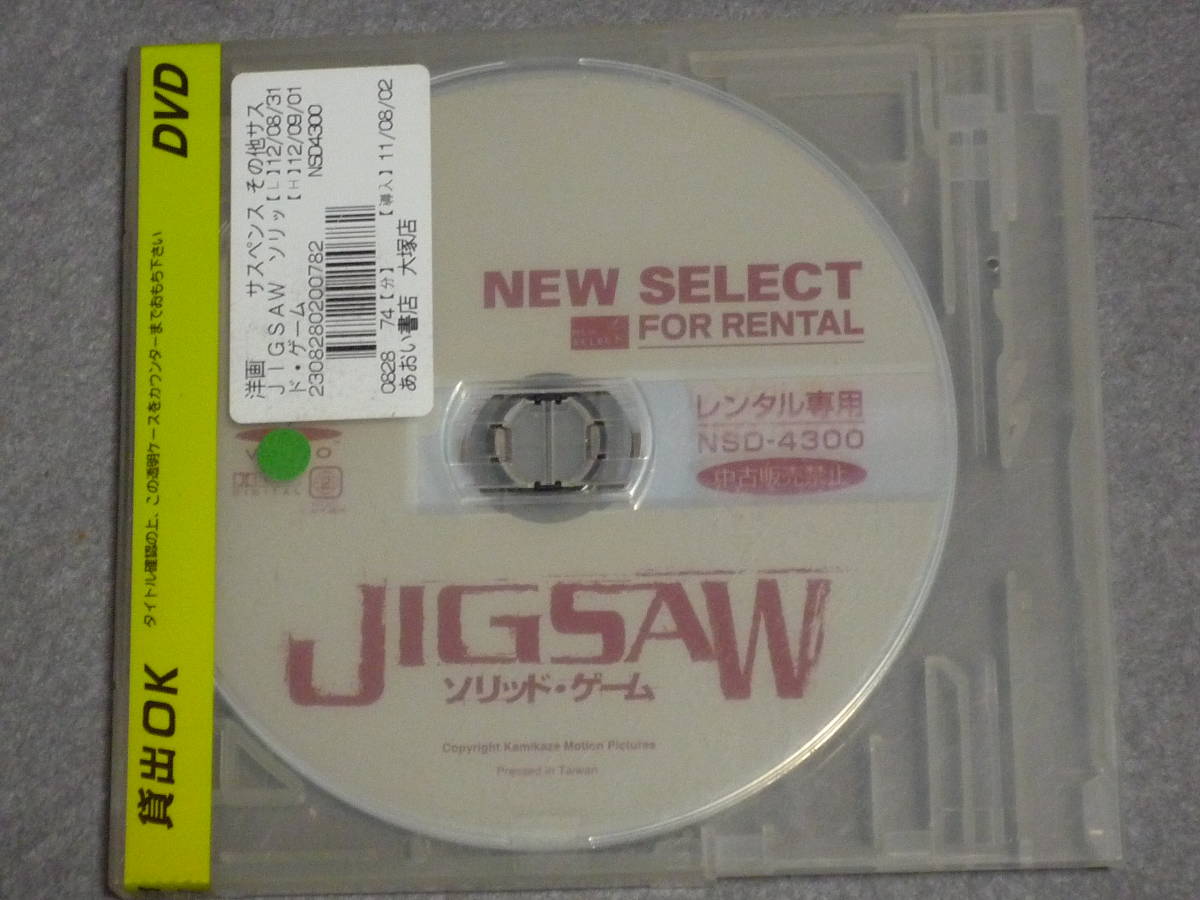 DVD
タイトル確認の上、この透明ケースをカウンターまでおもち下さい
貸出OK
洋画 サスペンス その他サス
JIGSAW ソリッ【L】12/08/31
ド・ゲーム 【H】12/09/01
2308280200782 NSD4300
0828 74【分】 【導入】11/08/02
あおい書店 大塚店
NEW SELECT
FOR RENTAL
レンタル専用
NSD-4300
中古販売禁止
DIGITAL
JIGSAW
ソリッド・ゲーム
Copyright Kamikaze Motion Pictures
Pressed in Taiwan